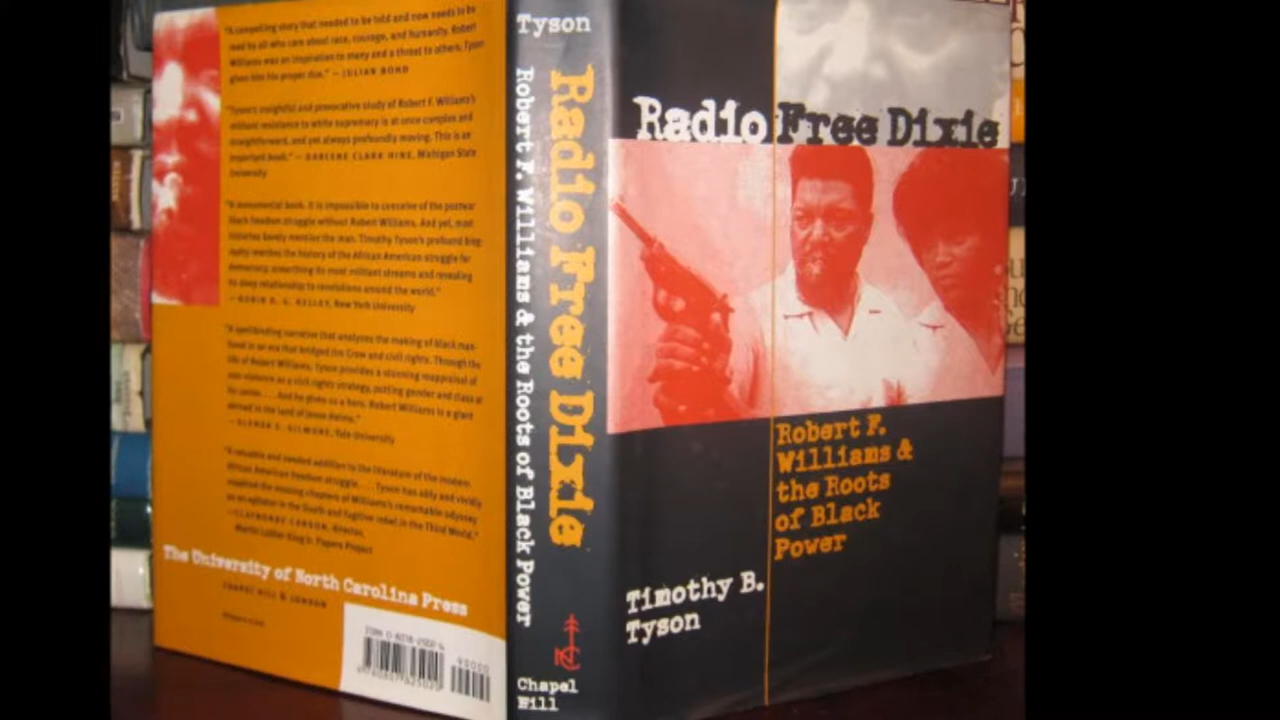 "A compelling story that needed to be told and now needs to be
read by all who care about race, courage, and humanity. Robert
Williams was an inspiration to many and a threat to others. Tyson
gives him his proper due." — JULIAN BOND
"Tyson's insightful and provocative study of Robert F. Williams's
militant resistance to white supremacy is at once complex and
straightforward, and yet always profoundly moving. This is an
important book." — DARLENE CLARK HINE, Michigan State
University
"A monumental book. It is impossible to conceive of the postwar
black freedom struggle without Robert Williams. And yet, most
histories barely mention the man. Timothy Tyson's profound biog-
raphy rewrites the history of the African American struggle for
democracy, unearthing its most militant streams and revealing
its deep relationship to revolutions around the world."
— ROBIN D. G. KELLEY, New York University
"A spellbinding narrative that analyzes the making of black man-
hood in an era that bridged Jim Crow and civil rights. Through the
life of Robert Williams, Tyson provides a stunning reappraisal of
non-violence as a civil rights strategy, putting gender and class at
its center. . . . And he gives us a hero. Robert Williams is a giant
airmed in the land of Jesse Helms."
— GLENDA E. GILMORE, Yale University
"A valuable and needed addition to the literature of the modern
African American freedom struggle. . . . Tyson has ably and vividly
supplied the missing chapters of Williams's remarkable odyssey
as an agitator in the South and fugitive rebel in the Third World."
— CLAYBORNE CARSON, director,
Martin Luther King Jr. Papers Project
The University of North Carolina Press
CHAPEL HILL & LONDON
90000
Tyson
Radio Free Dixie
Robert F. Williams & the Roots of Black Power
Chapel
Hill
Radio Free Dixie
Robert F.
Williams &
the Roots
of Black
Power
Timothy B.
Tyson